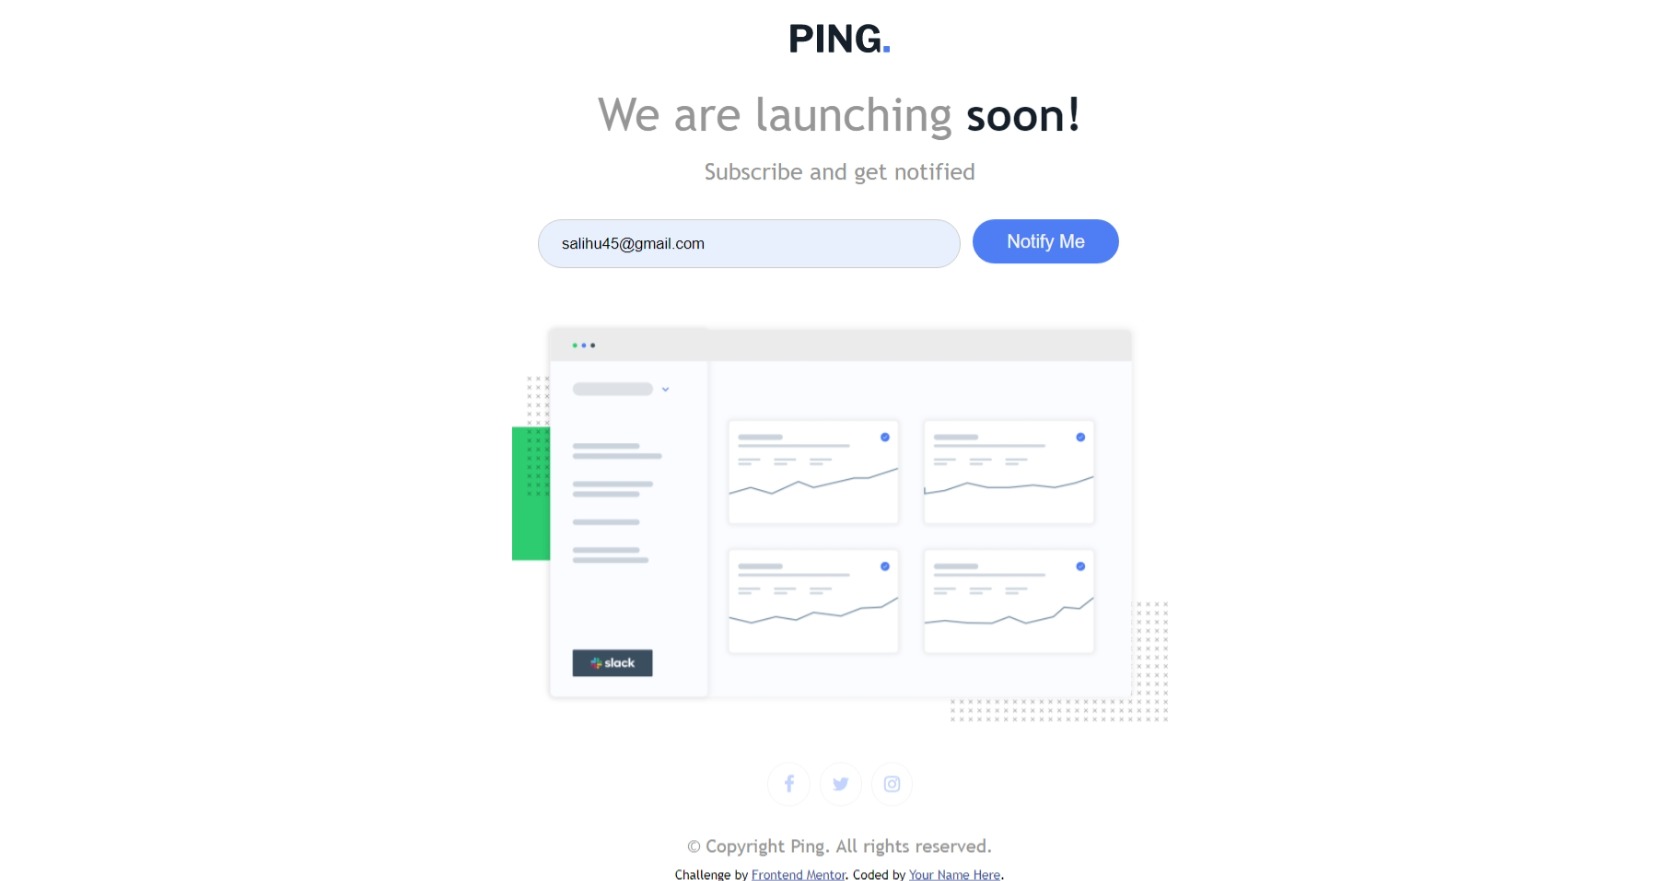 PING.
We are launching soon!
Subscribe and get notified
salihu45@gmail.com
Notify Me
slack
© Copyright Ping. All rights reserved.
Challenge by Frontend Mentor. Coded by Your Name Here.